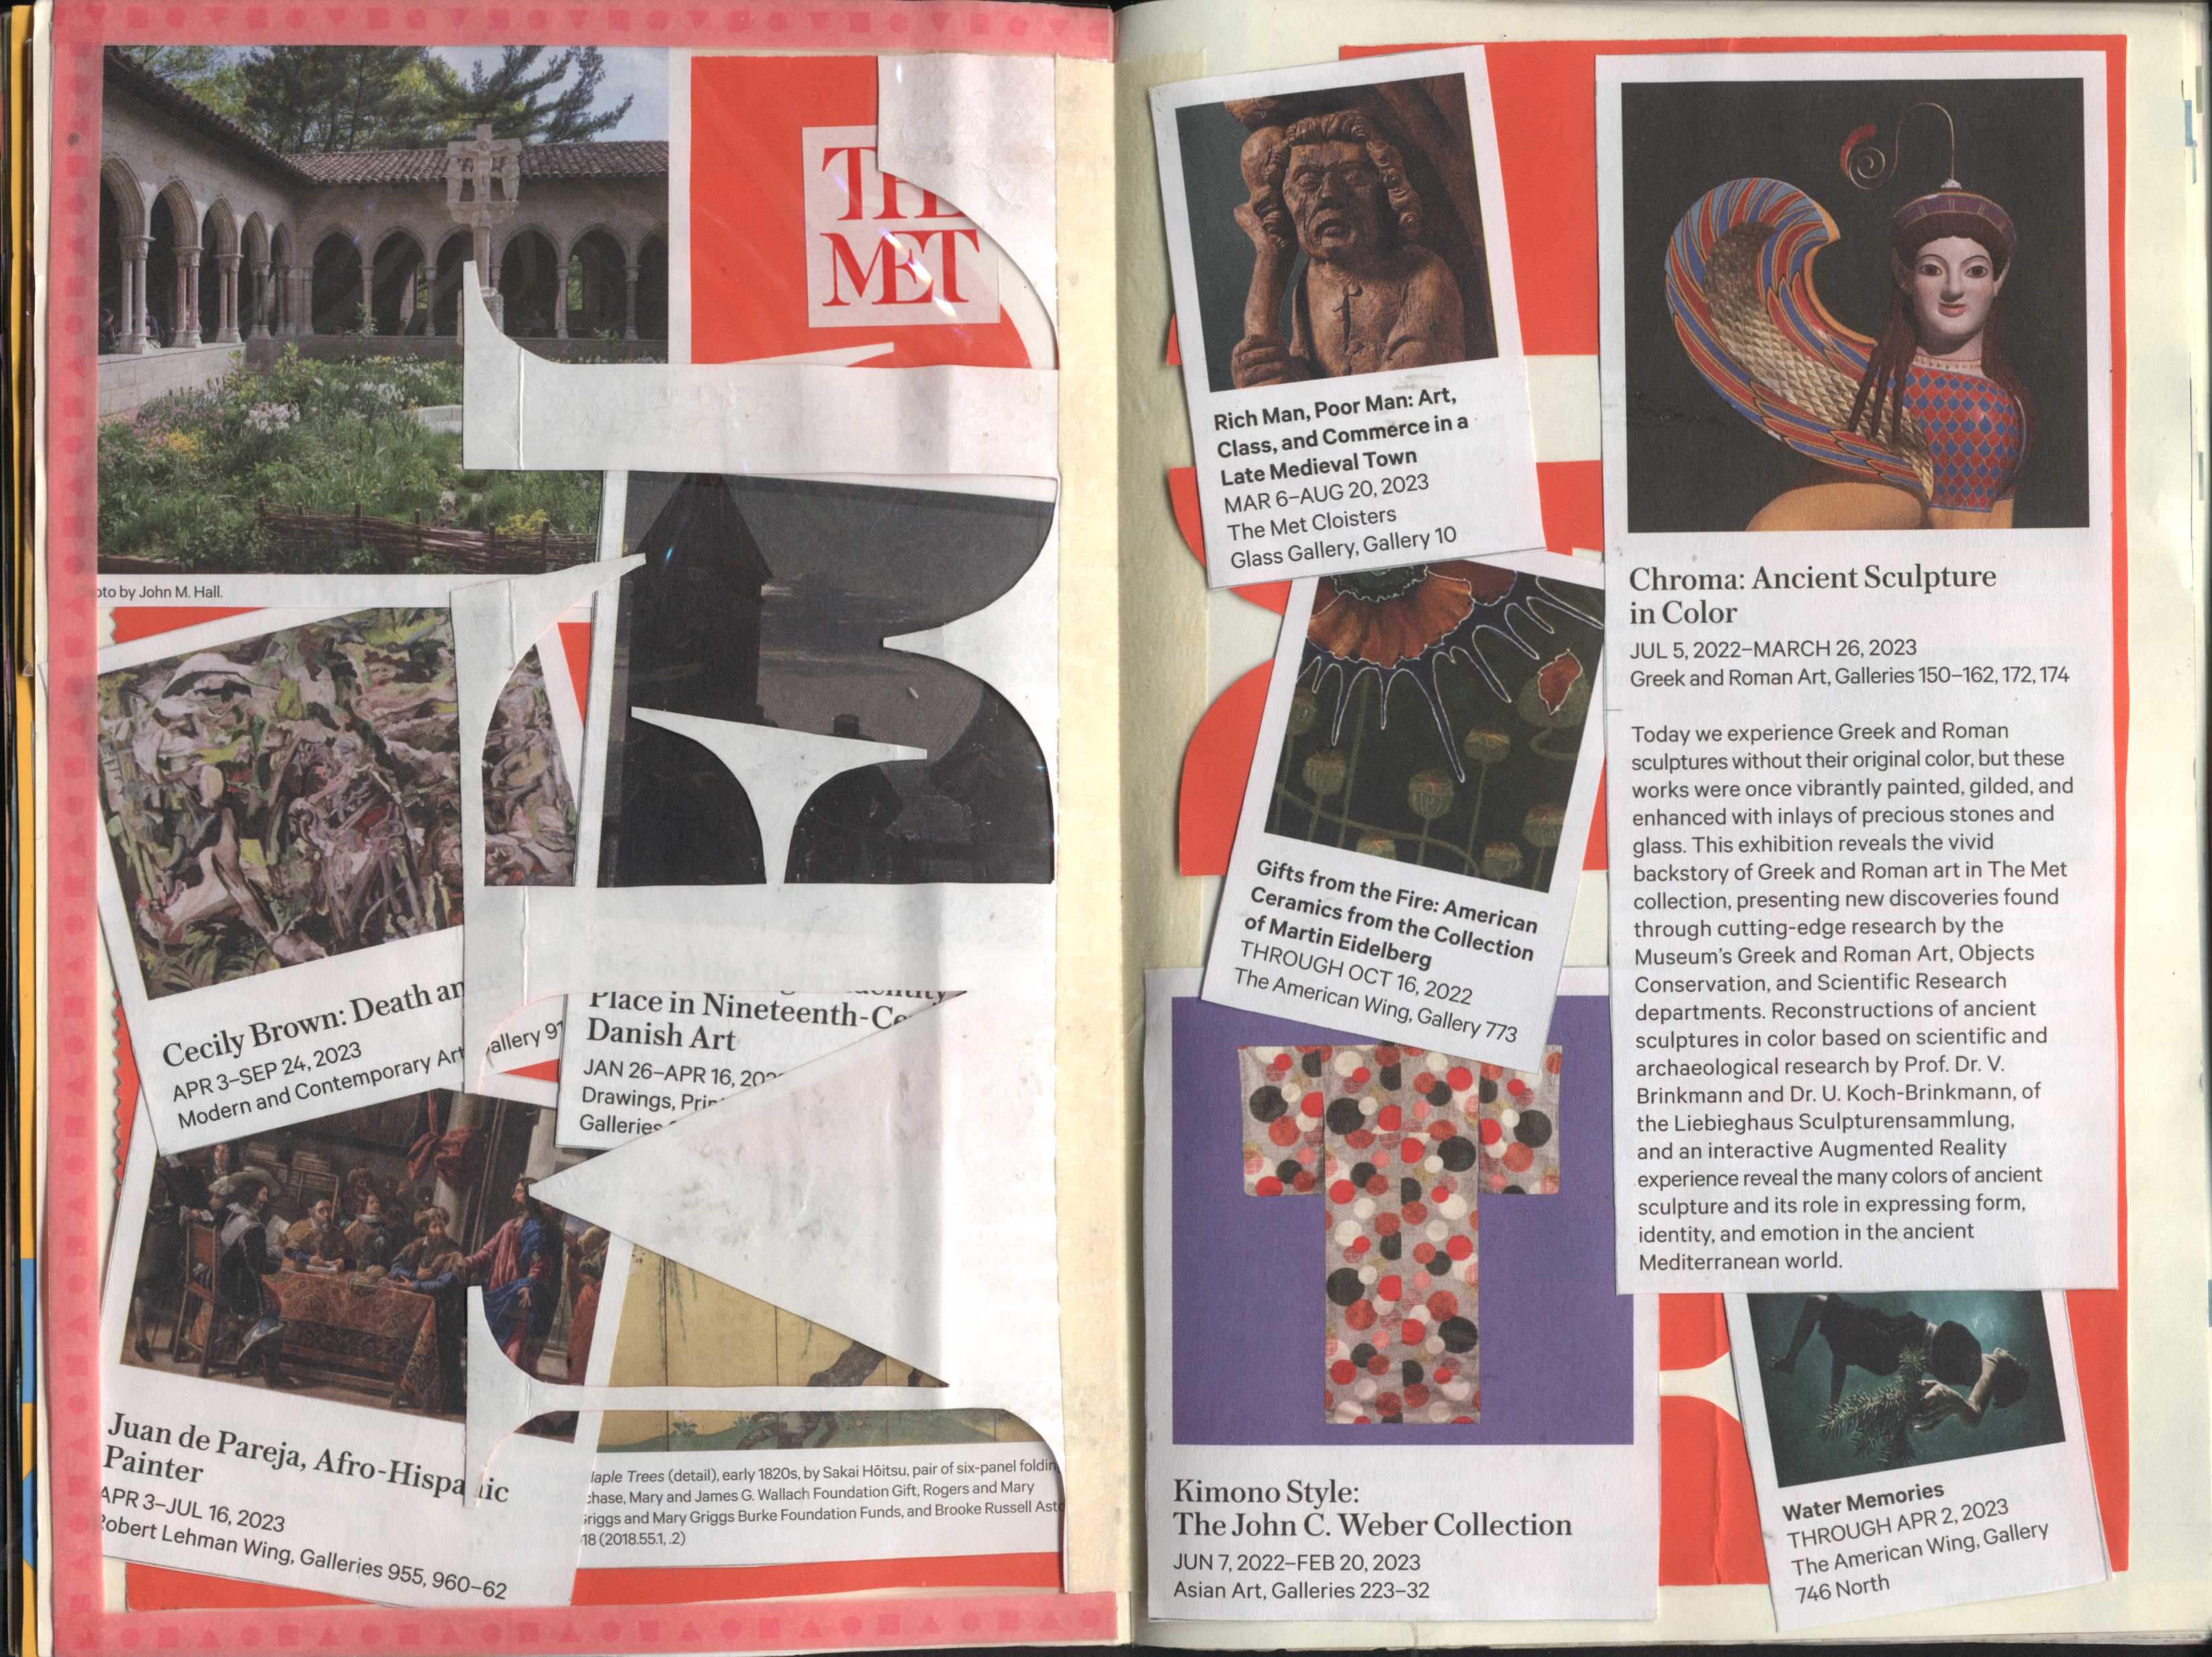 THE
MET
oto by John M. Hall.
Cecily Brown: Death an
APR 3–SEP 24, 2023
Modern and Contemporary Art
allery 91
Place in Nineteenth-Ce
Danish Art
JAN 26–APR 16, 202
Drawings, Prin
Galleries
Juan de Pareja, Afro-Hispanic
Painter
APR 3–JUL 16, 2023
Robert Lehman Wing, Galleries 955, 960–62
Maple Trees (detail), early 1820s, by Sakai Hōitsu, pair of six-panel foldin
chase, Mary and James G. Wallach Foundation Gift, Rogers and Mary
riggs and Mary Griggs Burke Foundation Funds, and Brooke Russell Asto
18 (2018.55.1, .2)
Rich Man, Poor Man: Art,
Class, and Commerce in a
Late Medieval Town
MAR 6–AUG 20, 2023
The Met Cloisters
Glass Gallery, Gallery 10
Gifts from the Fire: American
Ceramics from the Collection
of Martin Eidelberg
THROUGH OCT 16, 2022
The American Wing, Gallery 773
Kimono Style:
The John C. Weber Collection
JUN 7, 2022–FEB 20, 2023
Asian Art, Galleries 223–32
Chroma: Ancient Sculpture
in Color
JUL 5, 2022–MARCH 26, 2023
Greek and Roman Art, Galleries 150–162, 172, 174
Today we experience Greek and Roman
sculptures without their original color, but these
works were once vibrantly painted, gilded, and
enhanced with inlays of precious stones and
glass. This exhibition reveals the vivid
backstory of Greek and Roman art in The Met
collection, presenting new discoveries found
through cutting-edge research by the
Museum's Greek and Roman Art, Objects
Conservation, and Scientific Research
departments. Reconstructions of ancient
sculptures in color based on scientific and
archaeological research by Prof. Dr. V.
Brinkmann and Dr. U. Koch-Brinkmann, of
the Liebieghaus Sculpturensammlung,
and an interactive Augmented Reality
experience reveal the many colors of ancient
sculpture and its role in expressing form,
identity, and emotion in the ancient
Mediterranean world.
Water Memories
THROUGH APR 2, 2023
The American Wing, Gallery
746 North